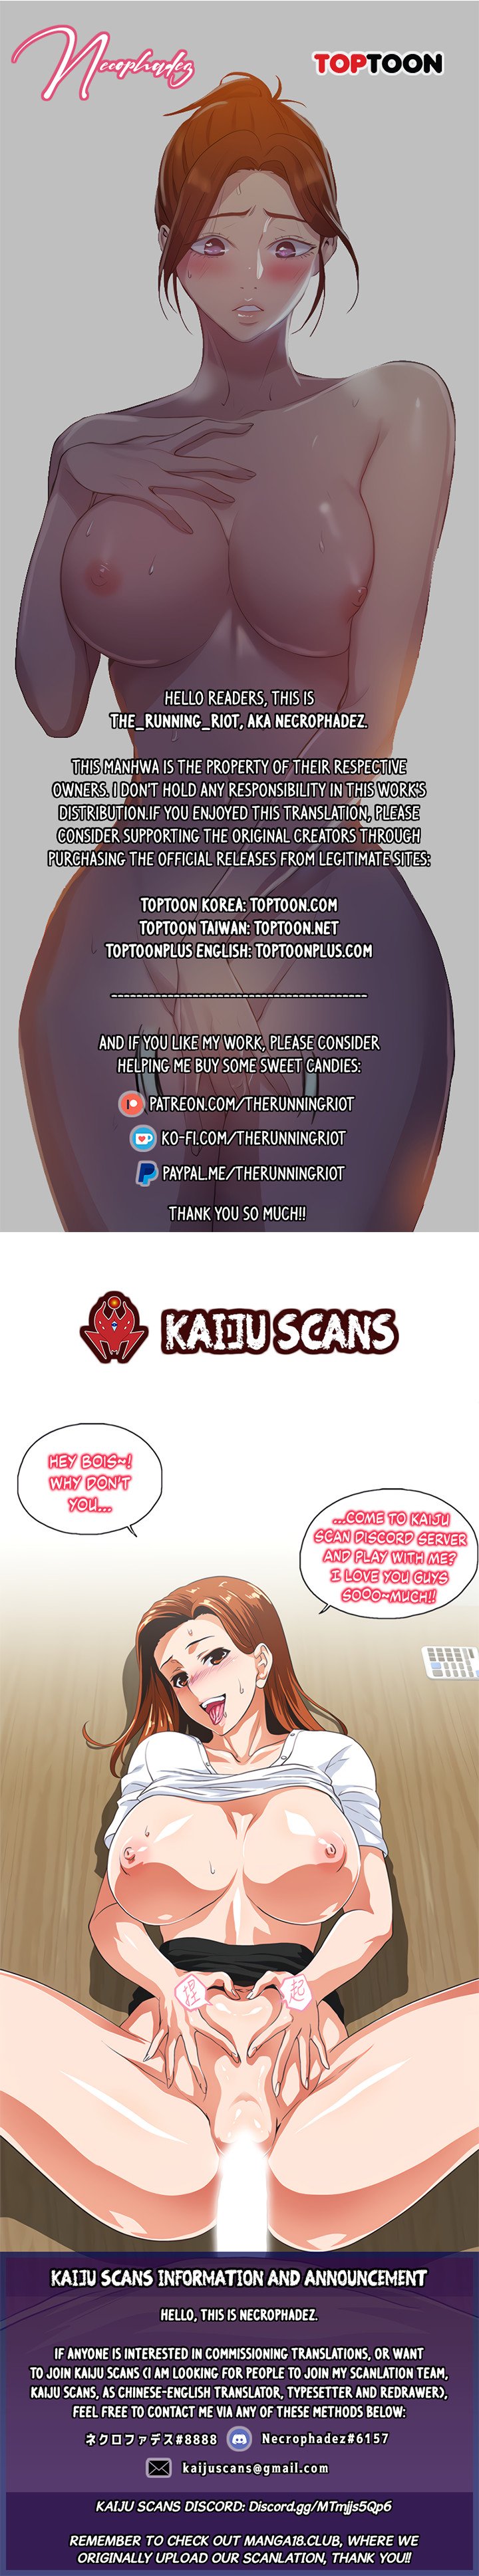 Necrophadez
TOPTOON
HELLO READERS, THIS IS
THE_RUNNING_RIOT, AKA NECROPHADEZ.
THIS MANHWA IS THE PROPERTY OF THEIR RESPECTIVE
OWNERS. I DON'T HOLD ANY RESPONSIBILITY IN THIS WORK'S
DISTRIBUTION.IF YOU ENJOYED THIS TRANSLATION, PLEASE
CONSIDER SUPPORTING THE ORIGINAL CREATORS THROUGH
PURCHASING THE OFFICIAL RELEASES FROM LEGITIMATE SITES:
TOPTOON KOREA: TOPTOON.COM
TOPTOON TAIWAN: TOPTOON.NET
TOPTOONPLUS ENGLISH: TOPTOONPLUS.COM
AND IF YOU LIKE MY WORK, PLEASE CONSIDER
HELPING ME BUY SOME SWEET CANDIES:
PATREON.COM/THERUNNINGRIOT
KO-FI.COM/THERUNNINGRIOT
PAYPAL.ME/THERUNNINGRIOT
THANK YOU SO MUCH!!
KAIJU SCANS
HEY BOIS~!
WHY DON'T
YOU...
...COME TO KAIJU
SCAN DISCORD SERVER
AND PLAY WITH ME?
I LOVE YOU GUYS
SOOO~MUCH!!
捏
起
KAIJU SCANS INFORMATION AND ANNOUNCEMENT
HELLO, THIS IS NECROPHADEZ.
IF ANYONE IS INTERESTED IN COMMISSIONING TRANSLATIONS, OR WANT
TO JOIN KAIJU SCANS (I AM LOOKING FOR PEOPLE TO JOIN MY SCANLATION TEAM,
KAIJU SCANS, AS CHINESE-ENGLISH TRANSLATOR, TYPESETTER AND REDRAWER),
FEEL FREE TO CONTACT ME VIA ANY OF THESE METHODS BELOW:
ネクロファデス#8888 Necrophadez#6157
kaijuscans@gmail.com
KAIJU SCANS DISCORD: Discord.gg/MTmjjs5Qp6
REMEMBER TO CHECK OUT MANGA18.CLUB, WHERE WE
ORIGINALLY UPLOAD OUR SCANLATION, THANK YOU!!